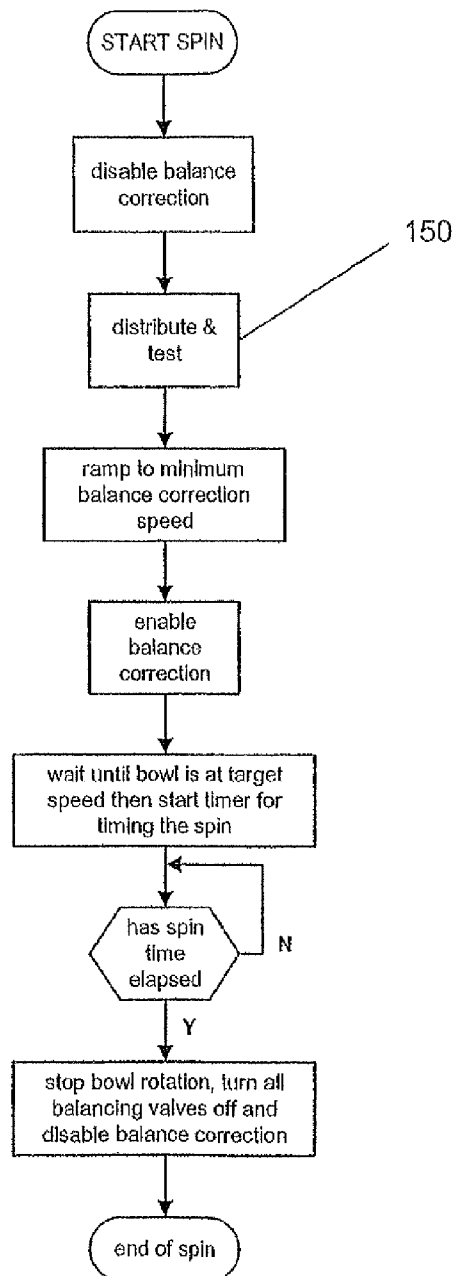 START SPIN
disable balance
correction
150
distribute &
test
ramp to minimum
balance correction
speed
enable
balance
correction
wait until bowl is at target
speed then start timer for
timing the spin
has spin
time
elapsed
N
Y
stop bowl rotation, turn all
balancing valves off and
disable balance correction
end of spin